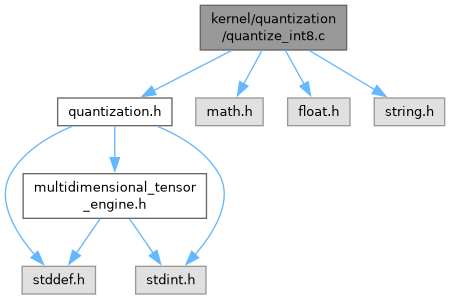 kernel/quantization
/quantize_int8.c
quantization.h
math.h
float.h
string.h
multidimensional_tensor
_engine.h
stddef.h
stdint.h